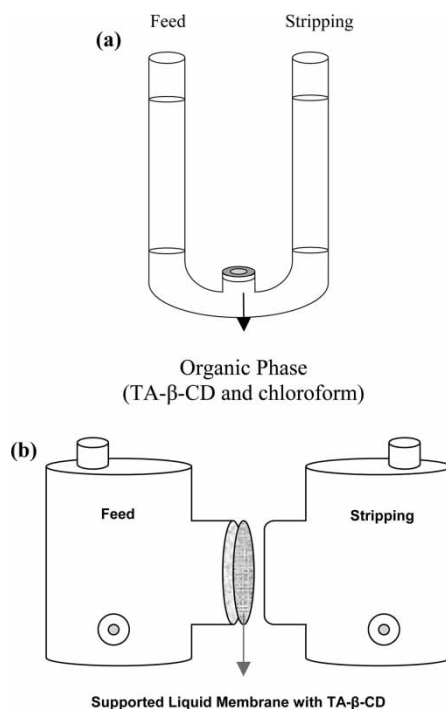 Feed Stripping
(a)
Organic Phase
(TA-β-CD and chloroform)
(b)
Feed Stripping
Supported Liquid Membrane with TA-β-CD